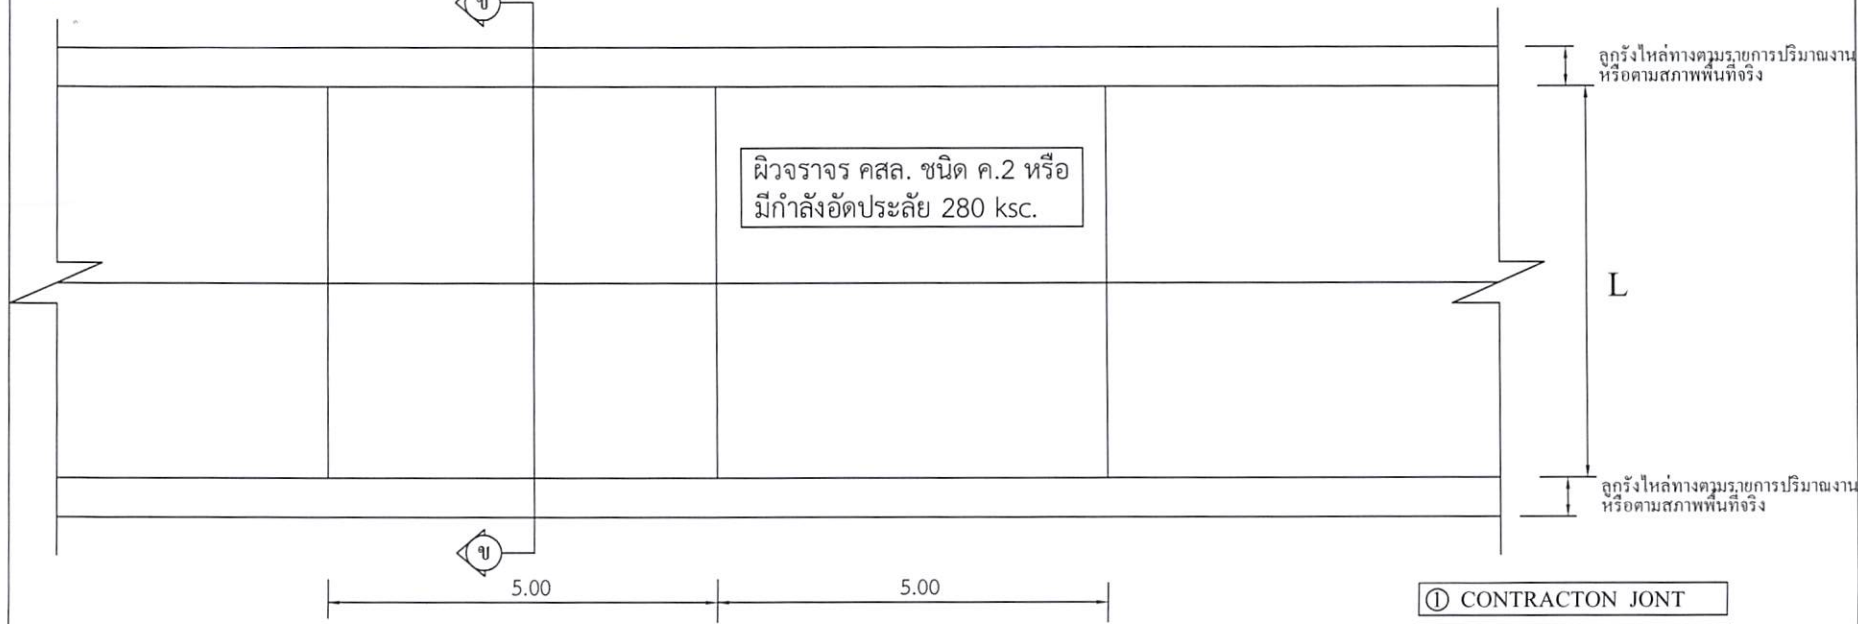 ข
ลูกรังไหล่ทางตามรายการปริมาณงาน
หรือตามสภาพพื้นที่จริง
ผิวจราจร คสล. ชนิด ค.2 หรือ
มีกำลังอัดประลัย 280 ksc.
L
ลูกรังไหล่ทางตามรายการปริมาณงาน
หรือตามสภาพพื้นที่จริง
ข
5.00
5.00
① CONTRACTON JONT